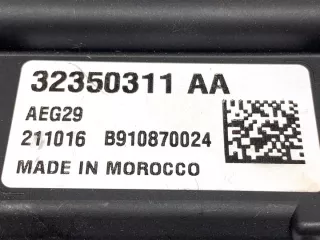 32350311 AA
AEG29
211016 B910870024
MADE IN MOROCCO